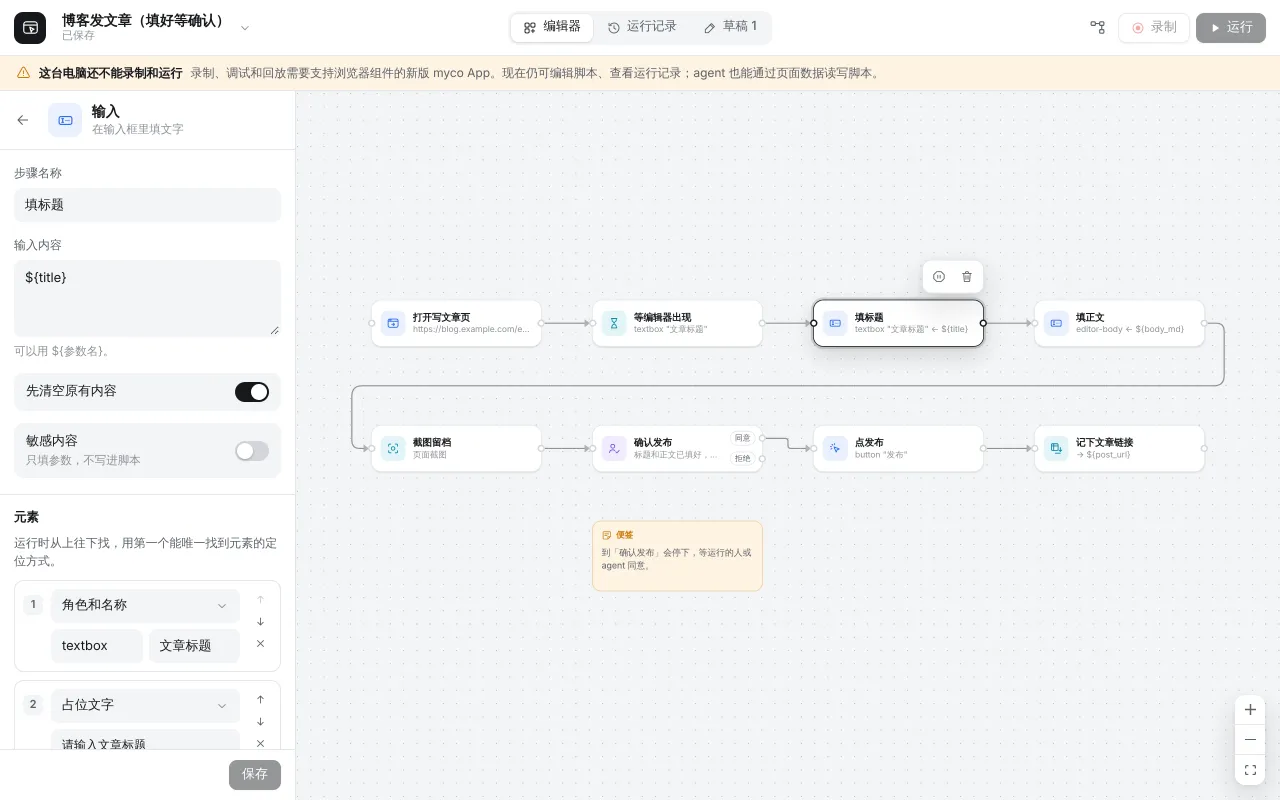 博客发文章（填好等确认）
已保存
编辑器
运行记录
草稿 1
录制
运行
这台电脑还不能录制和运行 录制、调试和回放需要支持浏览器组件的新版 myco App。现在仍可编辑脚本、查看运行记录；agent 也能通过页面数据读写脚本。
输入
在输入框里填文字
步骤名称
填标题
输入内容
${title}
可以用 ${参数名}。
先清空原有内容
敏感内容
只填参数，不写进脚本
元素
运行时从上往下找，用第一个能唯一找到元素的定
位方式。
1 角色和名称
textbox 文章标题
2 占位文字
请输入文章标题
保存
打开写文章页
https://blog.example.com/e...
等编辑器出现
textbox "文章标题"
填标题
textbox "文章标题" ← ${title}
填正文
editor-body ← ${body_md}
截图留档
页面截图
确认发布
标题和正文已填好，...
同意
拒绝
点发布
button "发布"
记下文章链接
→ ${post_url}
便签
到「确认发布」会停下，等运行的人或
agent 同意。